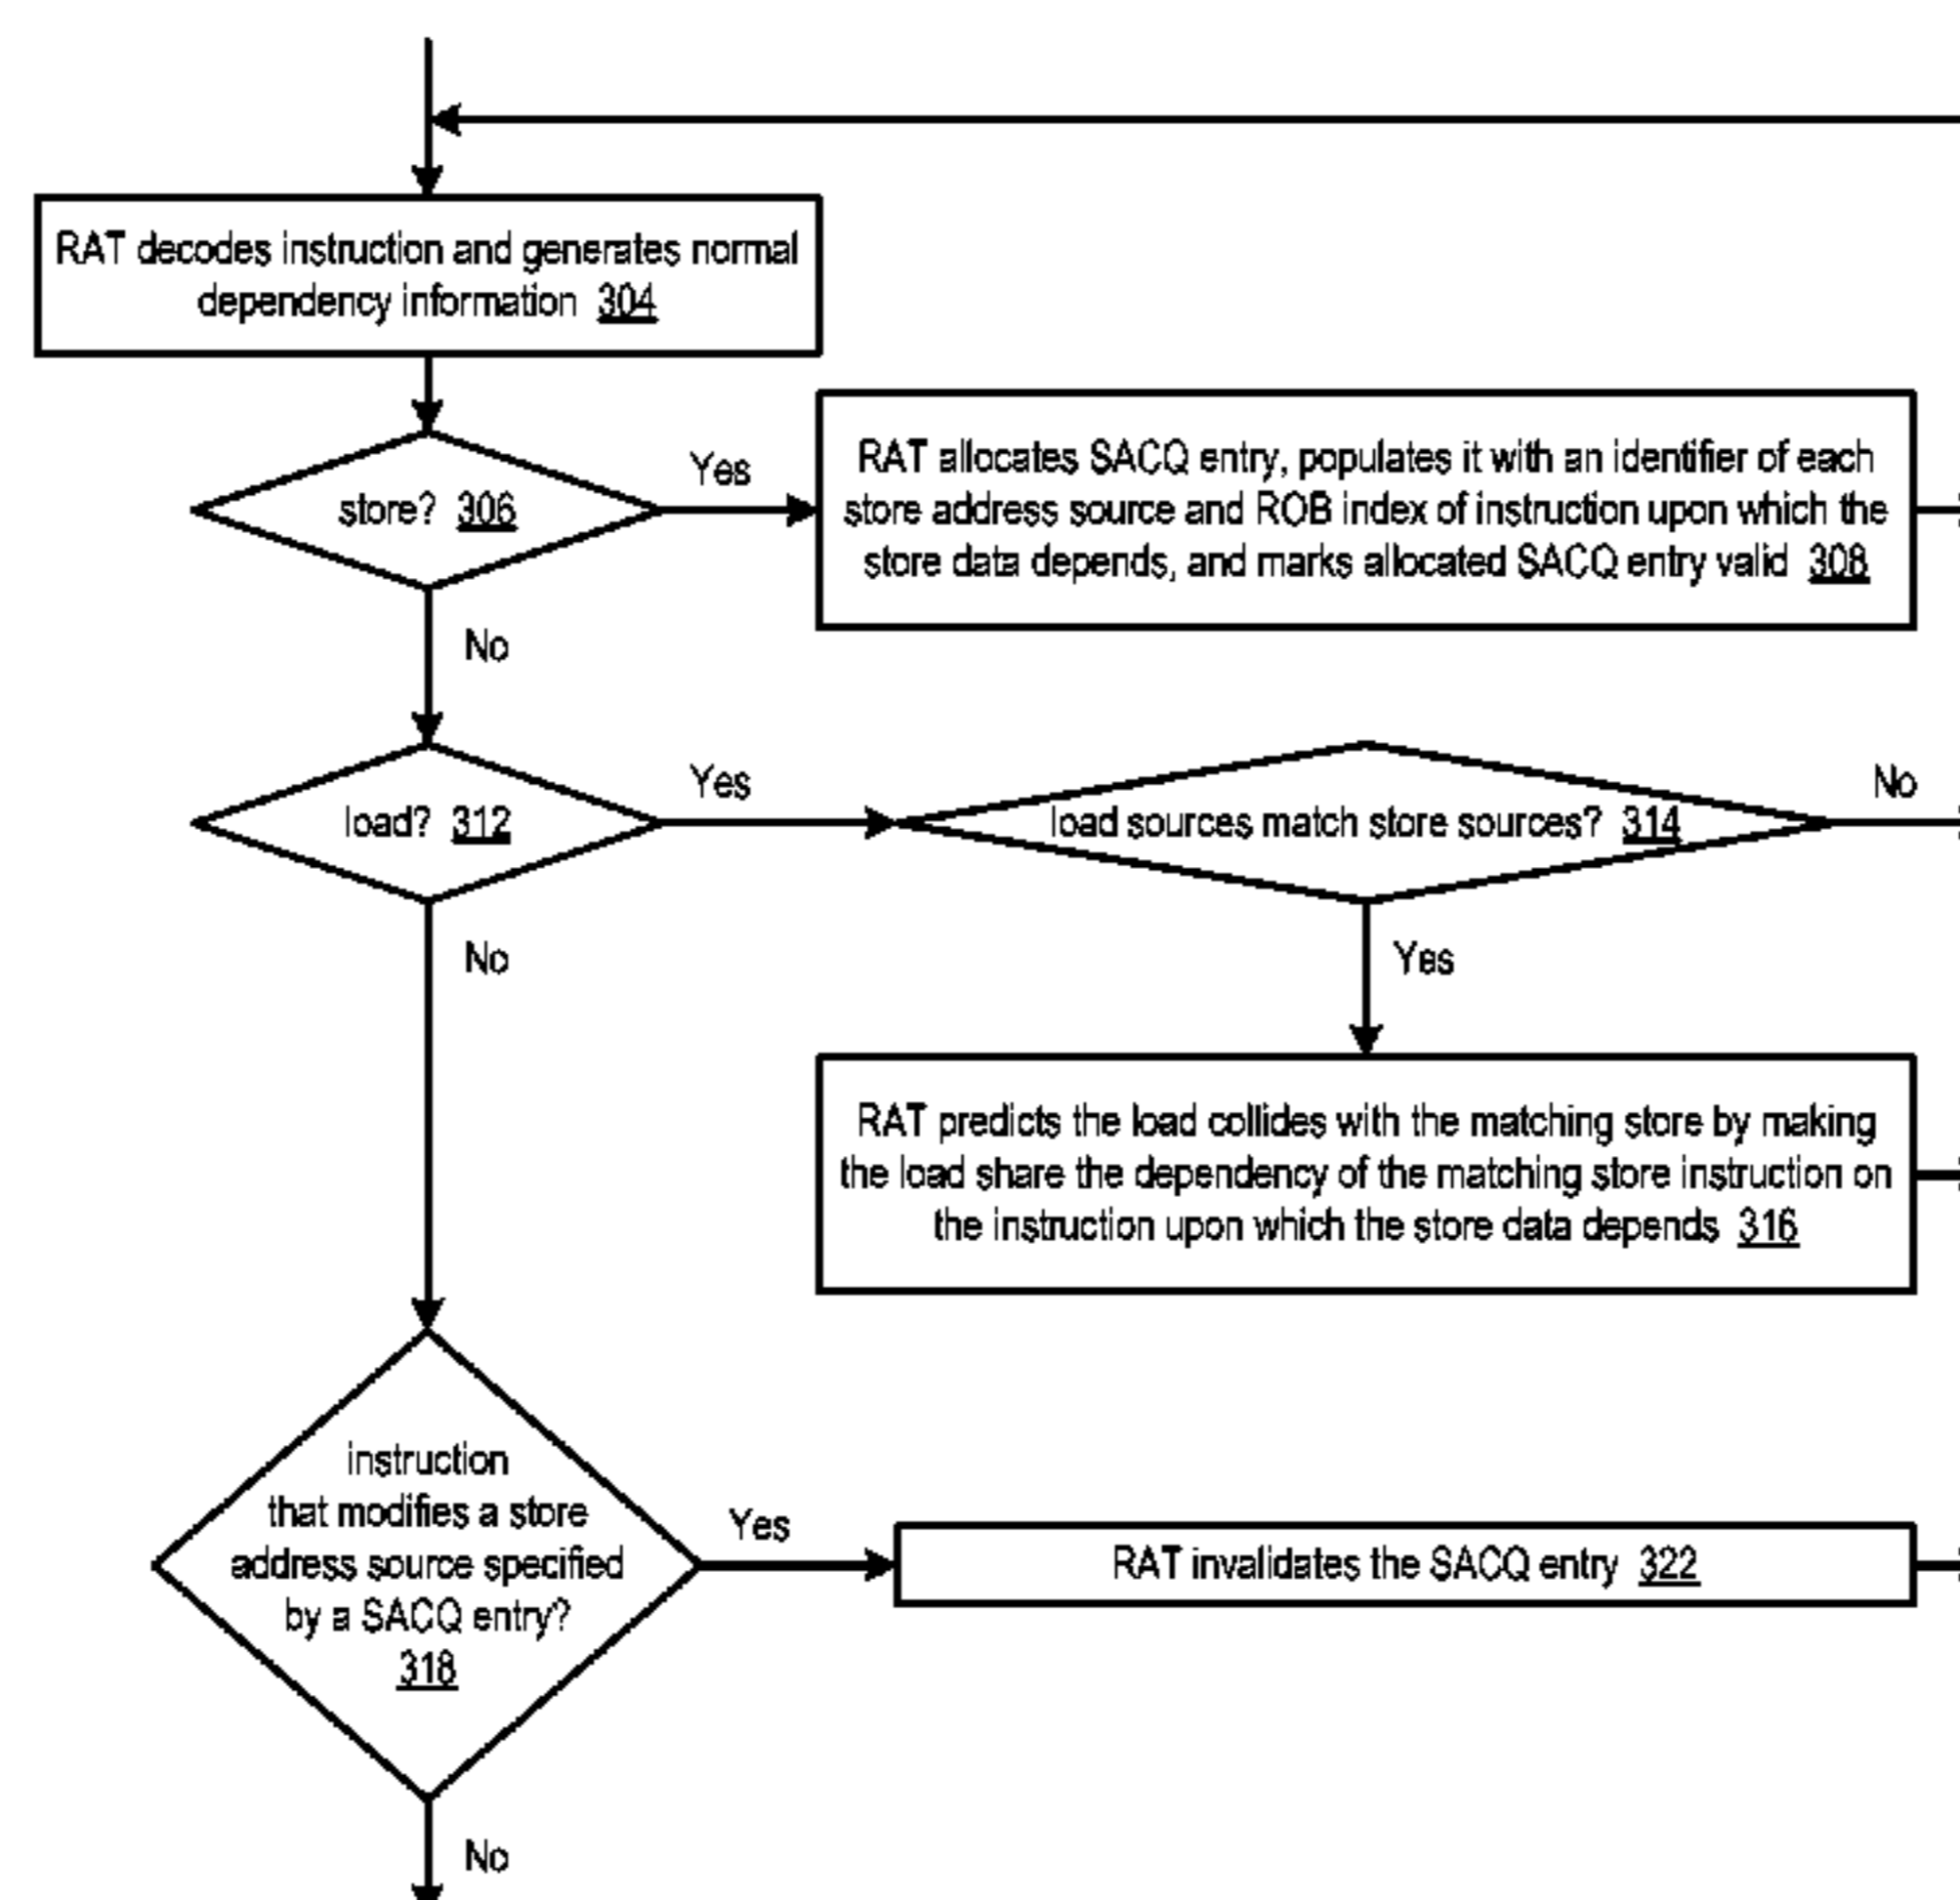 RAT decodes instruction and generates normal
dependency information 304
store? 306
Yes
RAT allocates SACQ entry, populates it with an identifier of each
store address source and ROB index of instruction upon which the
store data depends, and marks allocated SACQ entry valid 308
No
load? 312
Yes
load sources match store sources? 314
No
No
Yes
RAT predicts the load collides with the matching store by making
the load share the dependency of the matching store instruction on
the instruction upon which the store data depends 316
instruction
that modifies a store
address source specified
by a SACQ entry?
318
Yes
RAT invalidates the SACQ entry 322
No